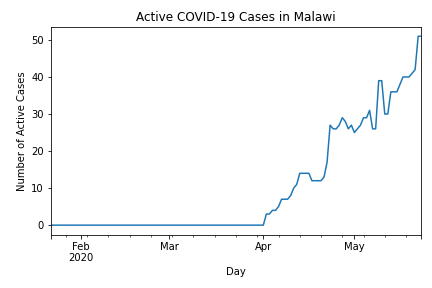 Active COVID-19 Cases in Malawi
50
40
30
20
10
0
Number of Active Cases
Feb
2020
Mar
Apr
May
Day